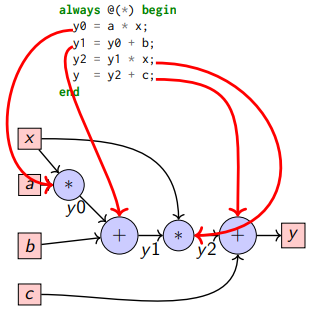 always @(*) begin
y0 = a * x;
y1 = y0 + b;
y2 = y1 * x;
y = y2 + c;
end
x
a
*
y0
b
+
y1
*
y2
+
y
c